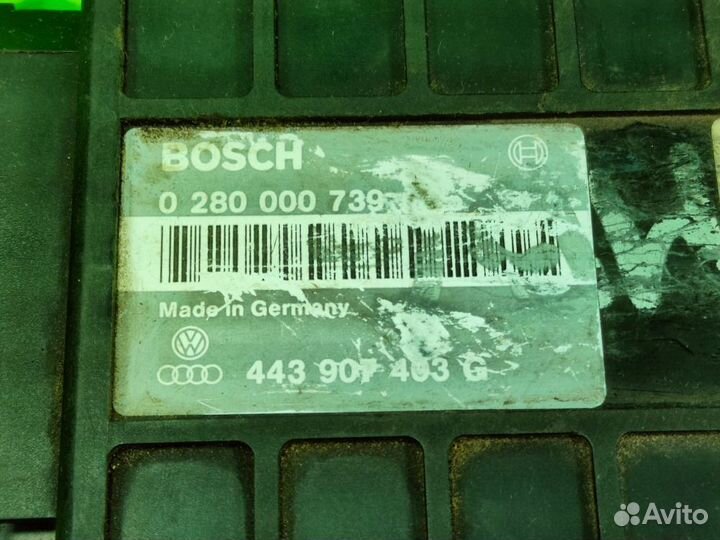 BOSCH
0 280 000 739
Made in Germany
443 907 403 G
Avito